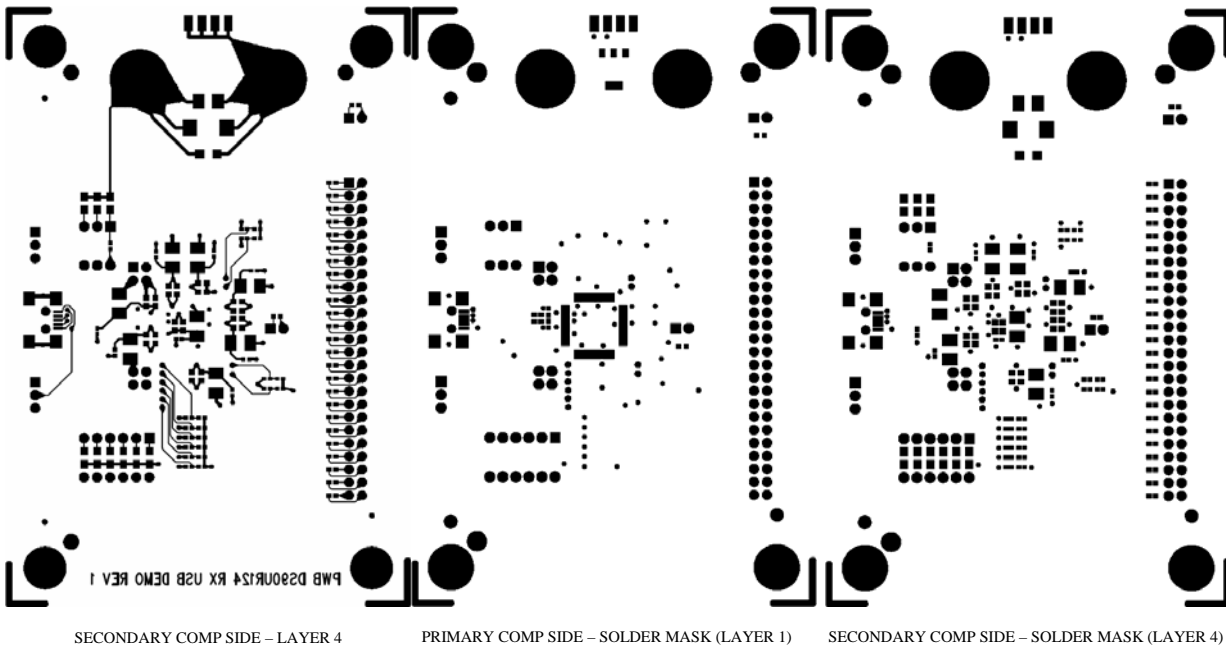 PWB DS90UR124 RX USB DEMO REV 1
SECONDARY COMP SIDE – LAYER 4
PRIMARY COMP SIDE – SOLDER MASK (LAYER 1)
SECONDARY COMP SIDE – SOLDER MASK (LAYER 4)